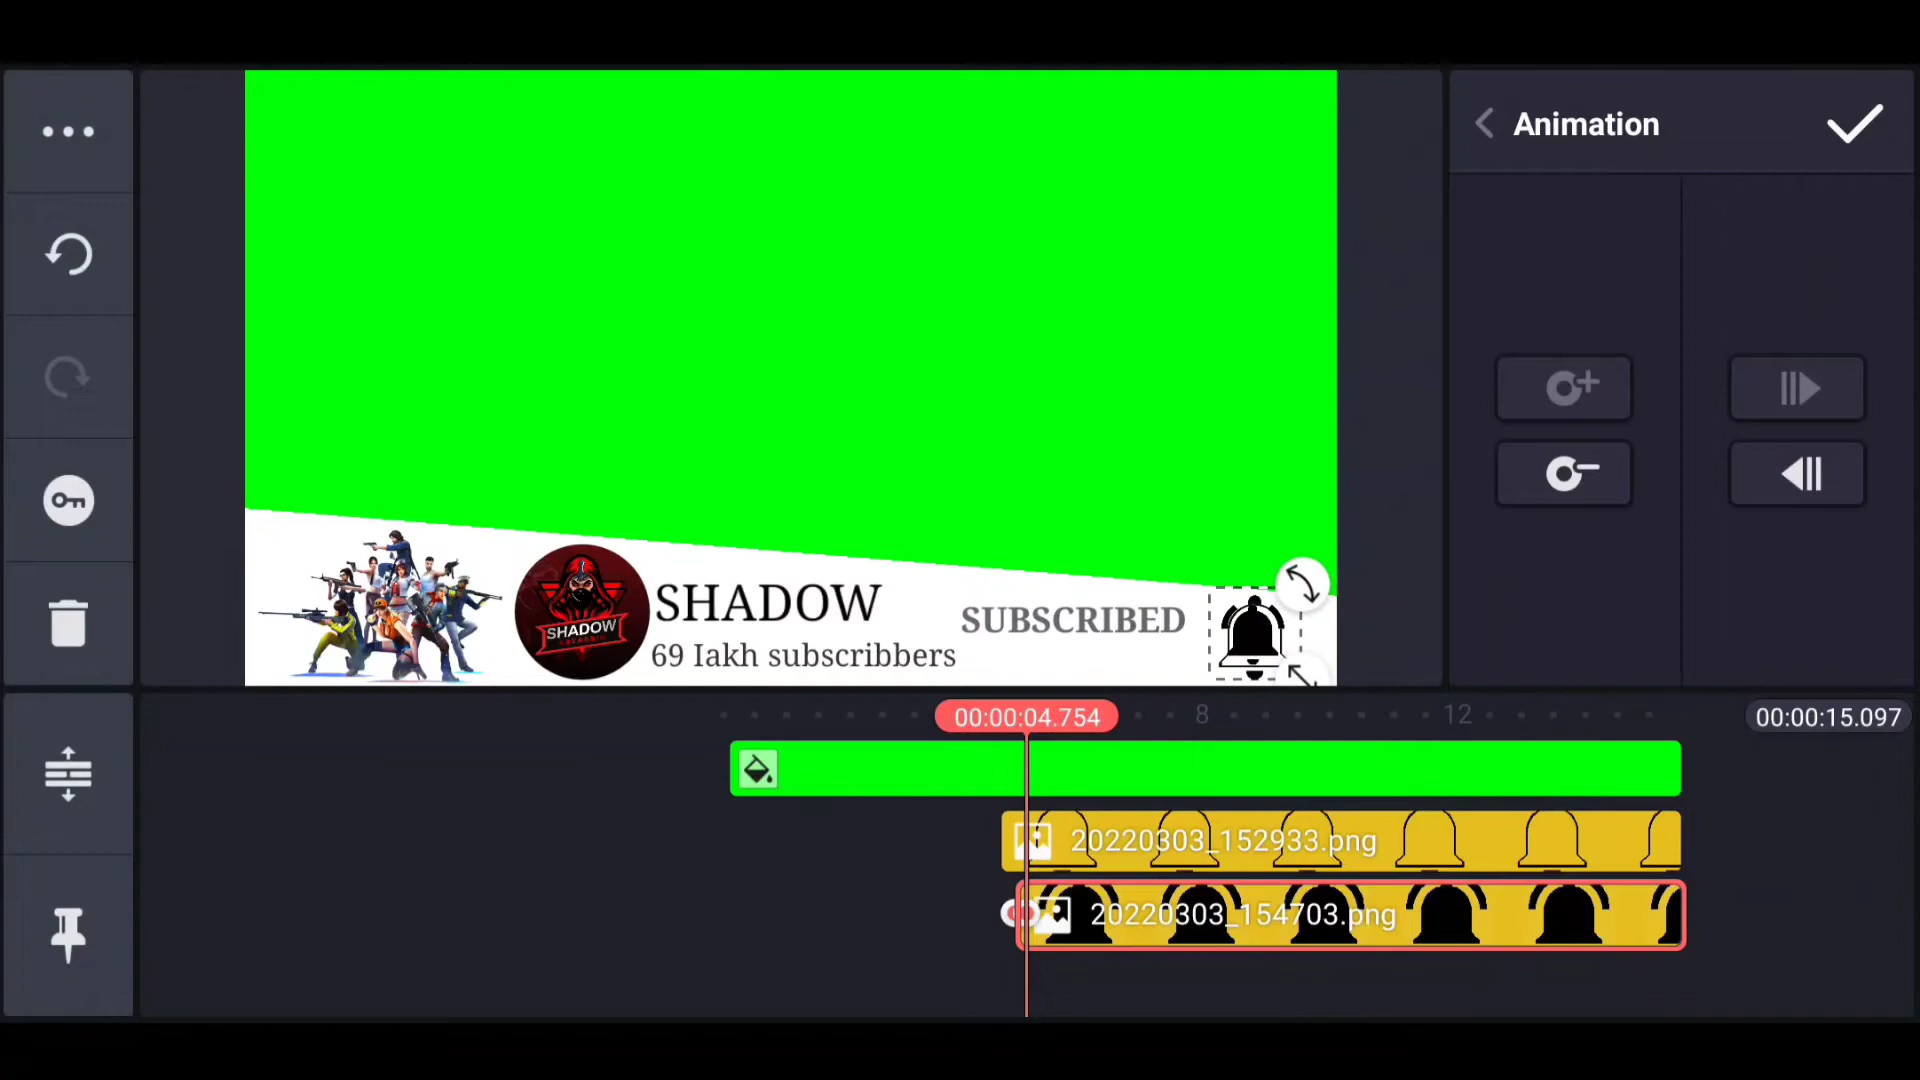 Animation
SHADOW
SHADOW
69 Iakh subscribbers
SUBSCRIBED
00:00:04.754
8
12
00:00:15.097
20220303_152933.png
20220303_154703.png